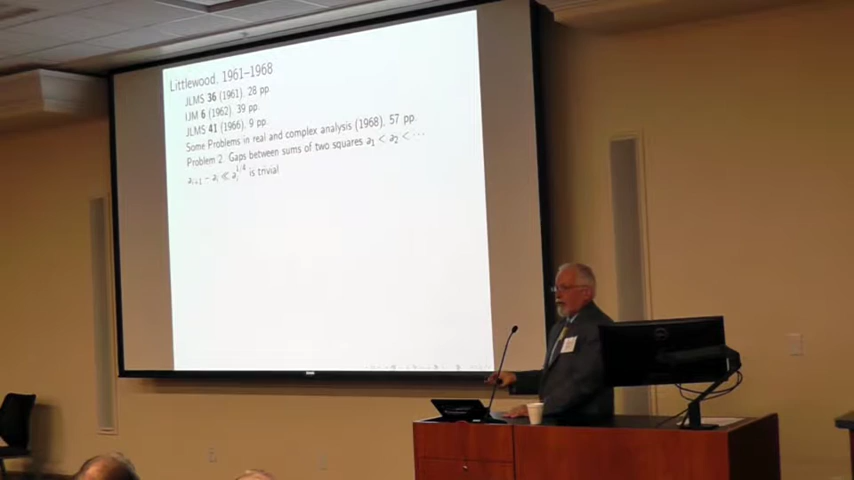 Littlewood, 1961–1968
JLMS 36 (1961), 28 pp
IJM 6 (1962), 39 pp.
JLMS 41 (1966), 9 pp.
Some Problems in real and complex analysis (1968), 57 pp.
Problem 2 Gaps between sums of two squares a₁ < a₂ < ⋯
aᵢ₊₁ − aᵢ ≪ aᵢ^{1/4} is trivial